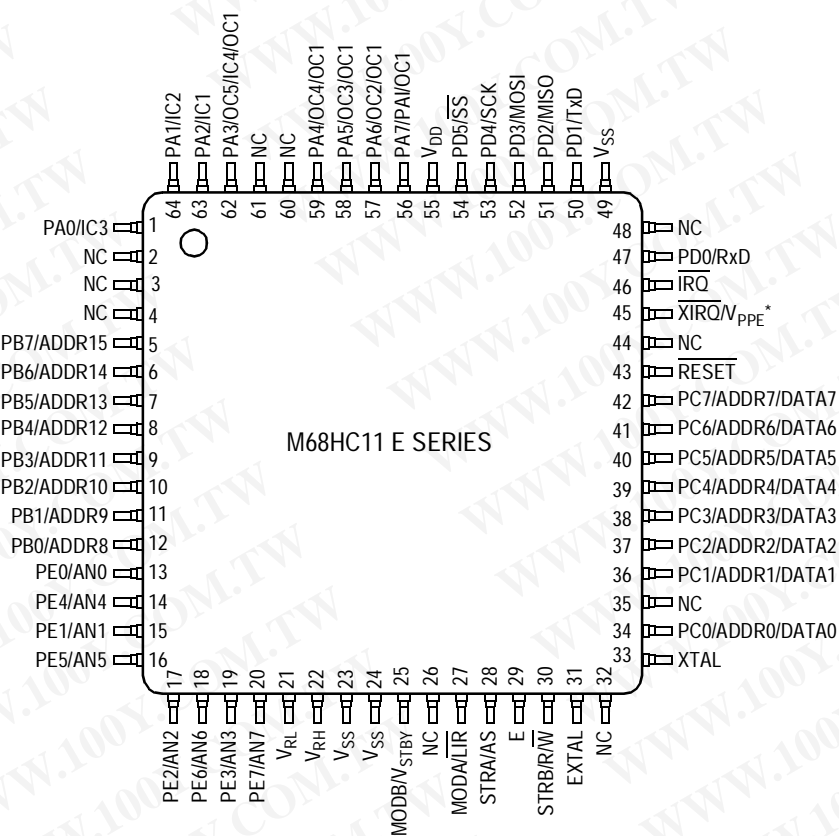 PA1/IC2
PA2/IC1
PA3/OC5/IC4/OC1
NC
NC
PA4/OC4/OC1
PA5/OC3/OC1
PA6/OC2/OC1
PA7/PAI/OC1
VDD
PD5/SS
PD4/SCK
PD3/MOSI
PD2/MISO
PD1/TxD
VSS
64
63
62
61
60
59
58
57
56
55
54
53
52
51
50
49
PA0/IC3 1
NC 2
NC 3
NC 4
PB7/ADDR15 5
PB6/ADDR14 6
PB5/ADDR13 7
PB4/ADDR12 8
PB3/ADDR11 9
PB2/ADDR10 10
PB1/ADDR9 11
PB0/ADDR8 12
PE0/AN0 13
PE4/AN4 14
PE1/AN1 15
PE5/AN5 16
M68HC11 E SERIES
48 NC
47 PD0/RxD
46 IRQ
45 XIRQ/VPPE*
44 NC
43 RESET
42 PC7/ADDR7/DATA7
41 PC6/ADDR6/DATA6
40 PC5/ADDR5/DATA5
39 PC4/ADDR4/DATA4
38 PC3/ADDR3/DATA3
37 PC2/ADDR2/DATA2
36 PC1/ADDR1/DATA1
35 NC
34 PC0/ADDR0/DATA0
33 XTAL
17
18
19
20
21
22
23
24
25
26
27
28
29
30
31
32
PE2/AN2
PE6/AN6
PE3/AN3
PE7/AN7
VRL
VRH
VSS
VSS
MODB/VSTBY
NC
MODA/LIR
STRA/AS
E
STRB/R/W
EXTAL
NC
WWW.100Y.COM.TW